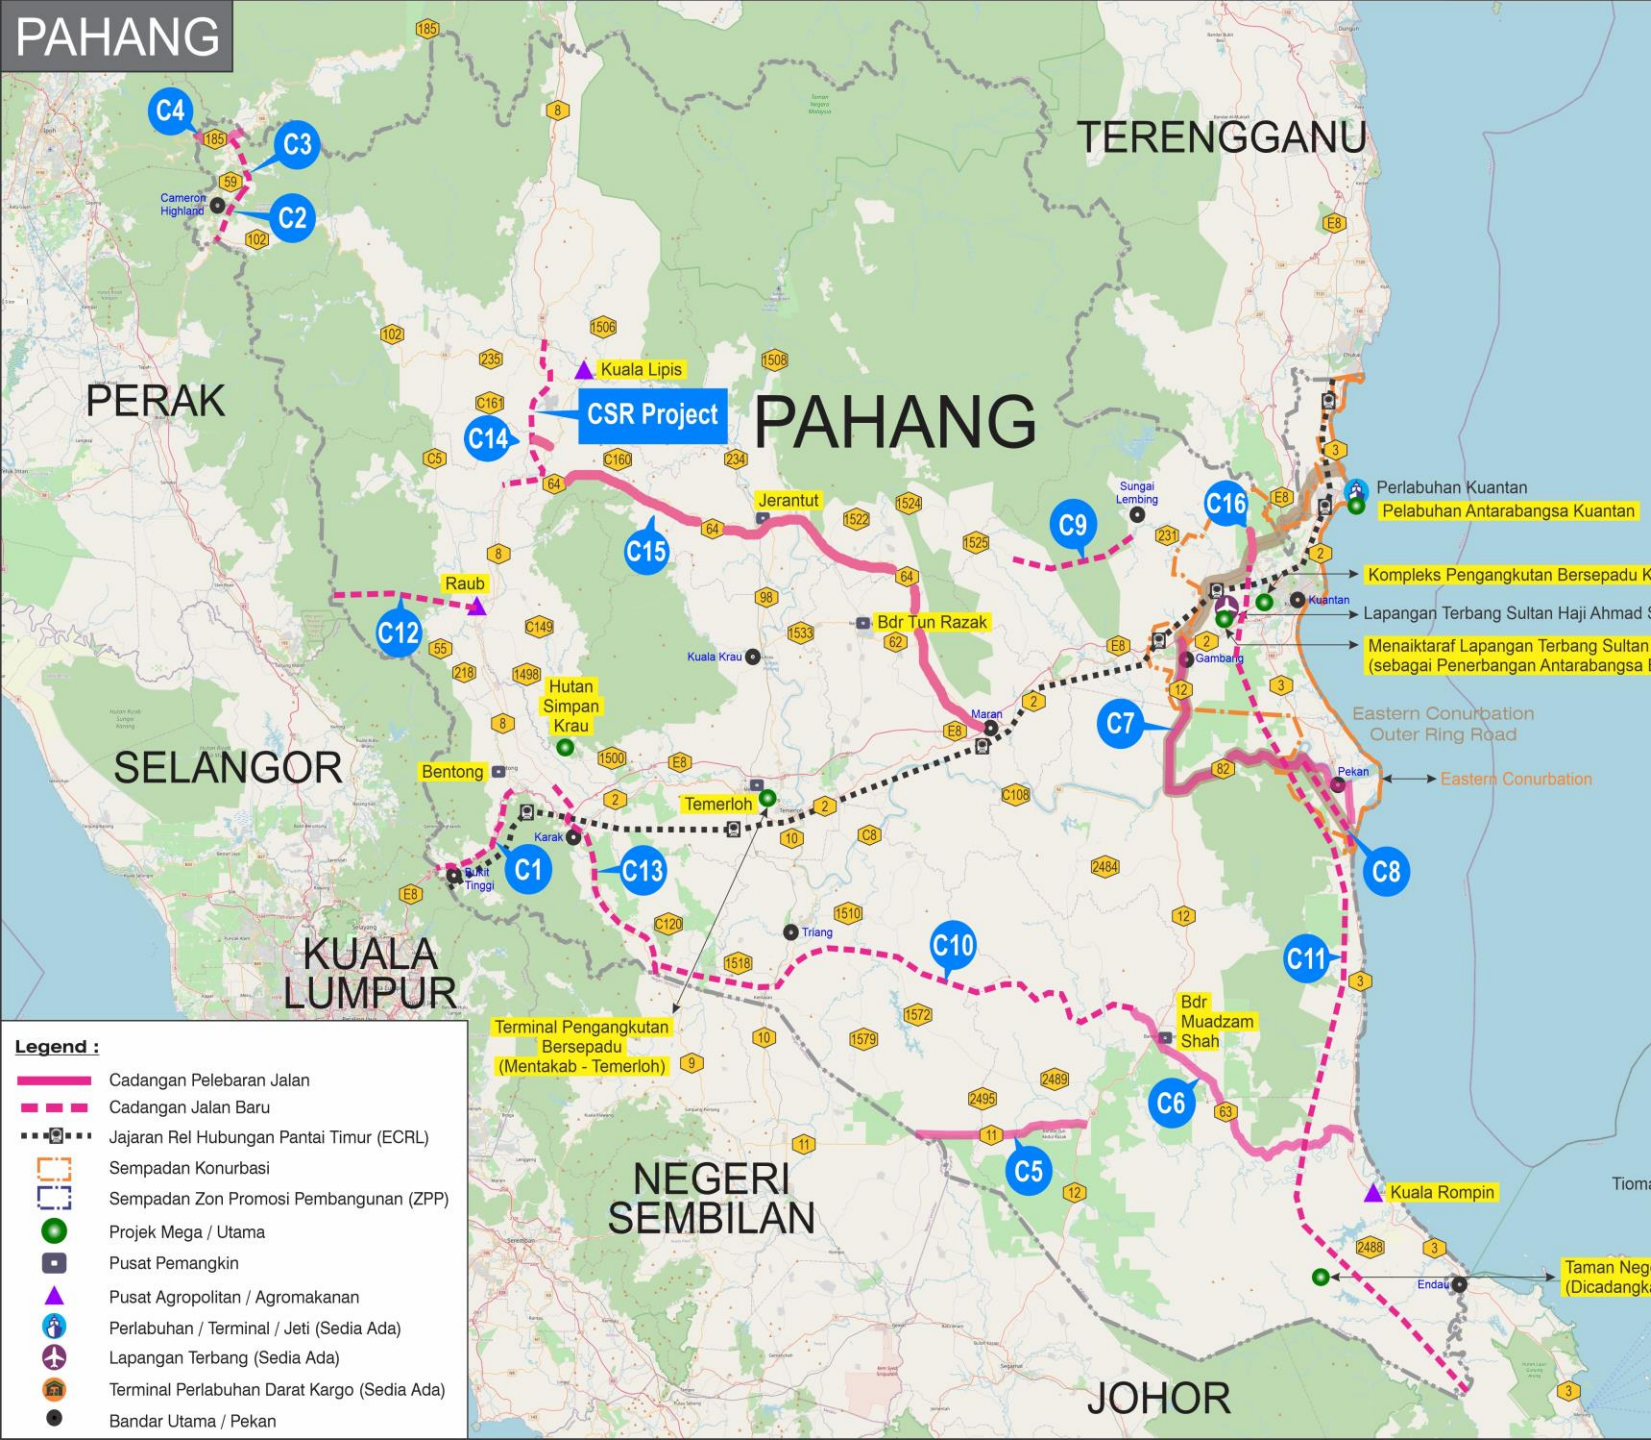 PAHANG
185
8
C4
185
C3
TERENGGANU
59
Cameron
Highland
C2
102
E8
102
1506
235
1508
Kuala Lipis
PERAK
C161
CSR Project
PAHANG
C14
C5
C160
234
3
64
Sungai
Lembing
E8
Perlabuhan Kuantan
Jerantut
1524
C16
Pelabuhan Antarabangsa Kuantan
1522
C9
64
231
C15
1525
8
2
64
Kompleks Pengangkutan Bersepadu K
Raub
98
Kuantan
Lapangan Terbang Sultan Haji Ahmad S
C12
C149
Bdr Tun Razak
1533
62
2
55
E8
Menaiktaraf Lapangan Terbang Sultan
(sebagai Penerbangan Antarabangsa
Kuala Krau
Gambang
218
1498
Hutan
Simpan
Krau
12
3
2
8
Maran
C7
Eastern Conurbation
Outer Ring Road
E8
SELANGOR
1500
E8
Bentong
82
Pekan
Eastern Conurbation
2
Temerloh
2
C108
Karak
10
C8
C1
C13
2484
C8
Bukit
Tinggi
E8
C120
1510
12
Triang
C10
KUALA
LUMPUR
1518
C11
3
1572
Bdr
Muadzam
Shah
Terminal Pengangkutan
Bersepadu
(Mentakab - Temerloh)
10
1579
9
2489
2495
C6
63
11
11
C5
NEGERI
SEMBILAN
12
Kuala Rompin
Tioma
2488
3
Endau
Taman Neg
(Dicadangka
JOHOR
3
Legend :
Cadangan Pelebaran Jalan
Cadangan Jalan Baru
Jajaran Rel Hubungan Pantai Timur (ECRL)
Sempadan Konurbasi
Sempadan Zon Promosi Pembangunan (ZPP)
Projek Mega / Utama
Pusat Pemangkin
Pusat Agropolitan / Agromakanan
Perlabuhan / Terminal / Jeti (Sedia Ada)
Lapangan Terbang (Sedia Ada)
Terminal Perlabuhan Darat Kargo (Sedia Ada)
Bandar Utama / Pekan